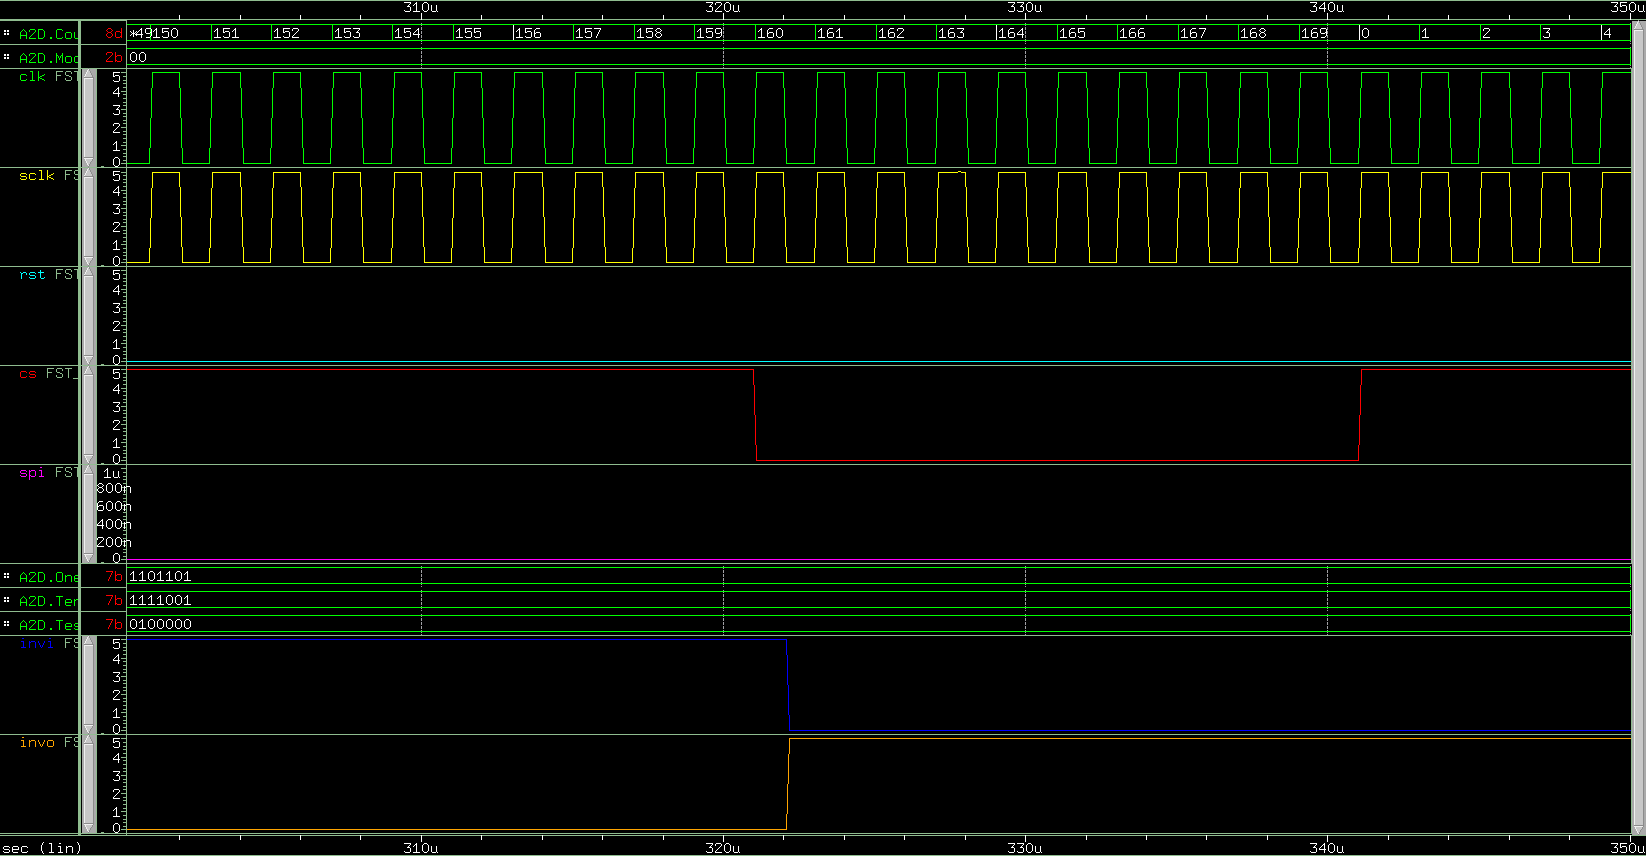 310u 320u 330u 340u 350u
A2D.Cou 8d *49 150 151 152 153 154 155 156 157 158 159 160 161 162 163 164 165 166 167 168 169 0 1 2 3 4
A2D.Mod 2b 00
clk FST 5
4
3
2
1
0
sclk FS 5
4
3
2
1
0
rst FST 5
4
3
2
1
0
cs FST_ 5
4
3
2
1
0
spi FST 1u
800n
600n
400n
200n
0
A2D.One 7b 1101101
A2D.Ten 7b 1111001
A2D.Tes 7b 0100000
invi FS 5
4
3
2
1
0
invo FS 5
4
3
2
1
0
sec (lin) 310u 320u 330u 340u 350u